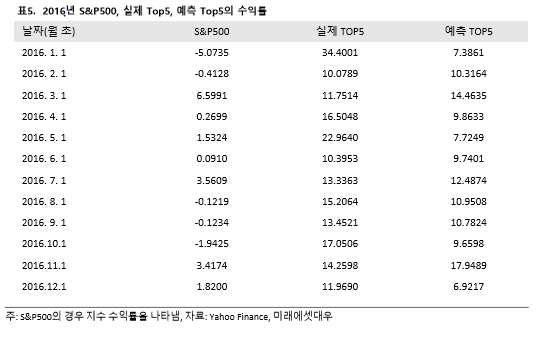 표5. 2016년 S&P500, 실제 Top5, 예측 Top5의 수익률
날짜(월 초) S&P500 실제 TOP5 예측 TOP5
2016. 1. 1 -5.0735 34.4001 7.3861
2016. 2. 1 -0.4128 10.0789 10.3164
2016. 3. 1 6.5991 11.7514 14.4635
2016. 4. 1 0.2699 16.5048 9.8633
2016. 5. 1 1.5324 22.9640 7.7249
2016. 6. 1 0.0910 10.3953 9.7401
2016. 7. 1 3.5609 13.3363 12.4874
2016. 8. 1 -0.1219 15.2064 10.9508
2016. 9. 1 -0.1234 13.4521 10.7824
2016.10.1 -1.9425 17.0506 9.6598
2016.11.1 3.4174 14.2598 17.9489
2016.12.1 1.8200 11.9690 6.9217
주: S&P500의 경우 지수 수익률을 나타냄, 자료: Yahoo Finance, 미래에셋대우